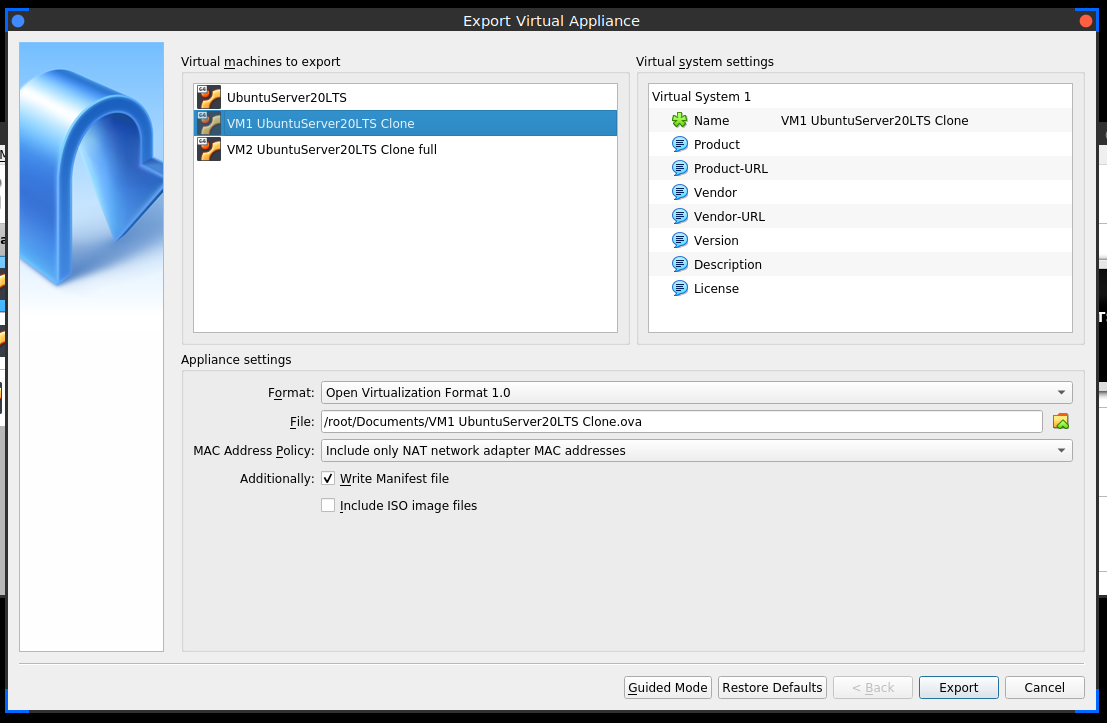 Export Virtual Appliance
Virtual machines to export
UbuntuServer20LTS
VM1 UbuntuServer20LTS Clone
VM2 UbuntuServer20LTS Clone full
Virtual system settings
Virtual System 1
Name VM1 UbuntuServer20LTS Clone
Product
Product-URL
Vendor
Vendor-URL
Version
Description
License
Appliance settings
Format: Open Virtualization Format 1.0
File: /root/Documents/VM1 UbuntuServer20LTS Clone.ova
MAC Address Policy: Include only NAT network adapter MAC addresses
Additionally: Write Manifest file
Include ISO image files
Guided Mode Restore Defaults < Back Export Cancel